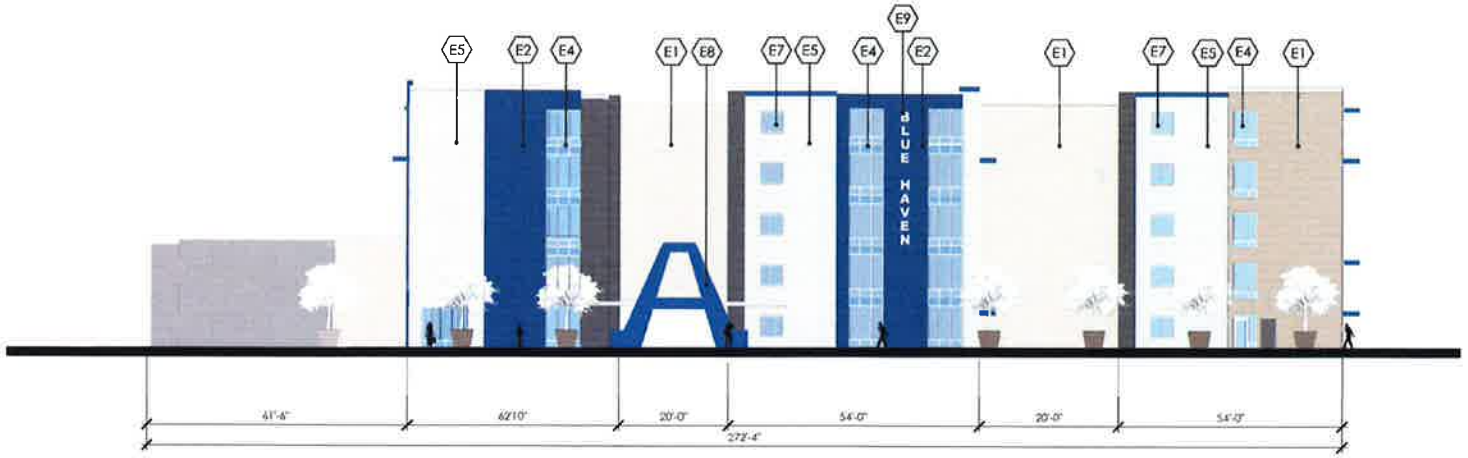 E9
E5 E2 E4 E1 E8 E7 E5 E4 E2 E1 E7 E5 E4 E1
BLUE HAVEN
41'-6" 62'10" 20'-0" 54'-0" 20'-0" 54'-0"
272'-4"